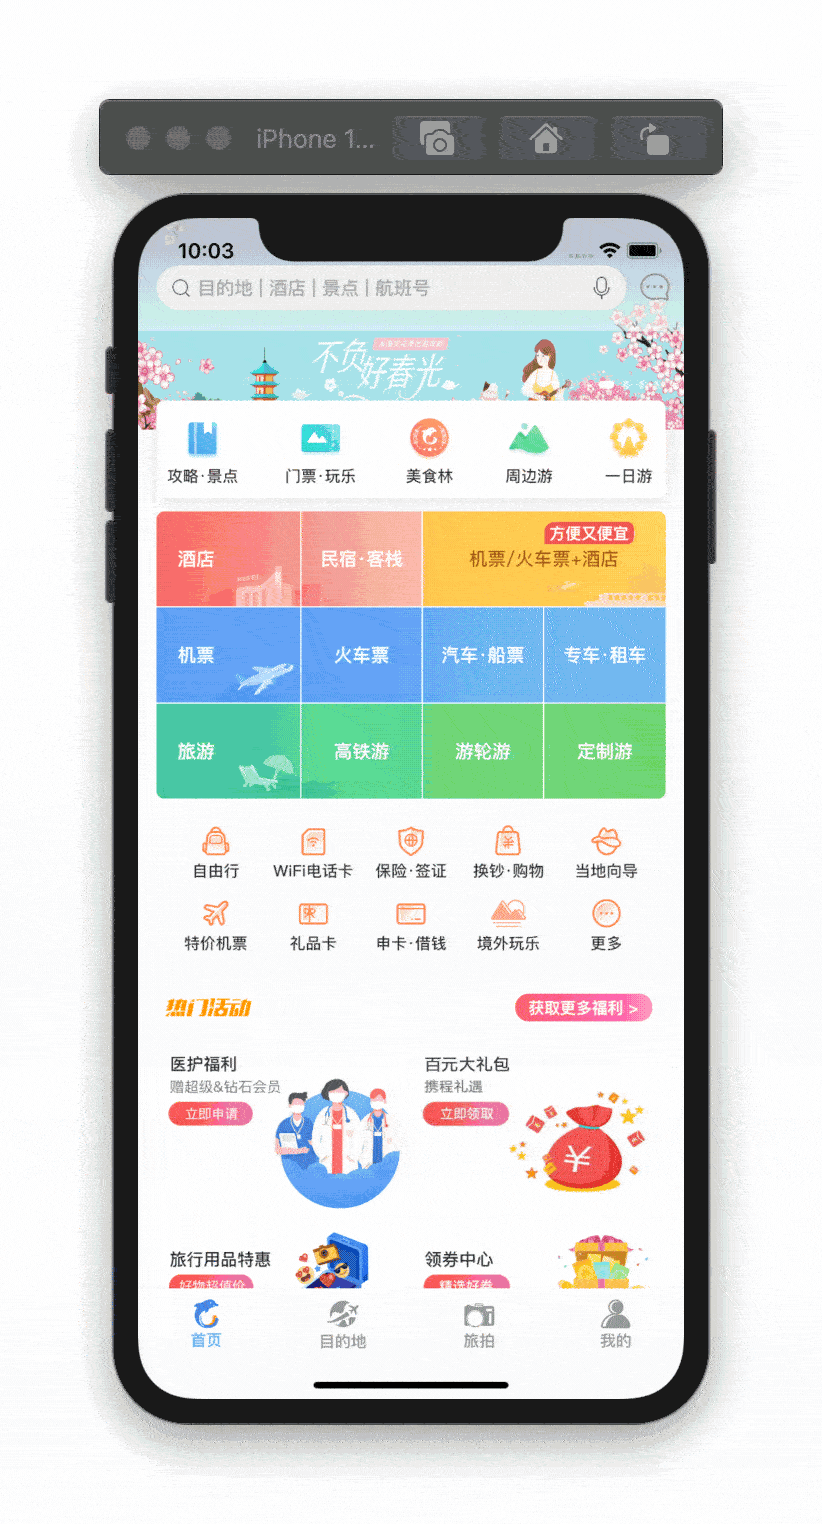 iPhone 1...
10:03
目的地 | 酒店 | 景点 | 航班号
不负
好春光
攻略·景点
门票·玩乐
美食林
周边游
一日游
方便又便宜
酒店
民宿·客栈
机票/火车票+酒店
机票
火车票
汽车·船票
专车·租车
旅游
高铁游
游轮游
定制游
自由行
WiFi电话卡
保险·签证
换钞·购物
当地向导
特价机票
礼品卡
申卡·借钱
境外玩乐
更多
热门活动
获取更多福利 >
医护福利
赠超级&钻石会员
立即申请
百元大礼包
携程礼遇
立即领取
旅行用品特惠
好物超值价
领券中心
精选好券
首页
目的地
旅拍
我的